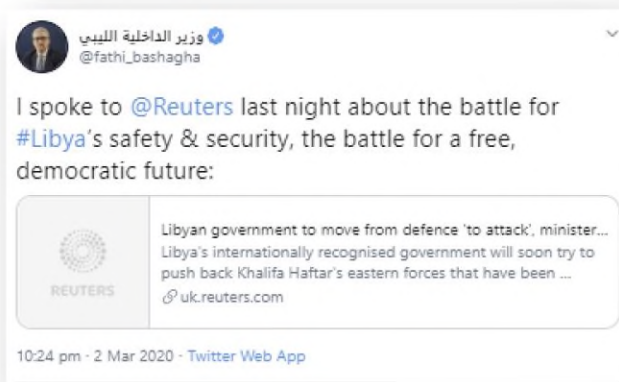 وزير الداخلية الليبي
@fathi_bashagha
I spoke to @Reuters last night about the battle for
#Libya's safety & security, the battle for a free,
democratic future:
REUTERS
Libyan government to move from defence 'to attack', minister...
Libya's internationally recognised government will soon try to
push back Khalifa Haftar's eastern forces that have been ...
uk.reuters.com
10:24 pm · 2 Mar 2020 · Twitter Web App